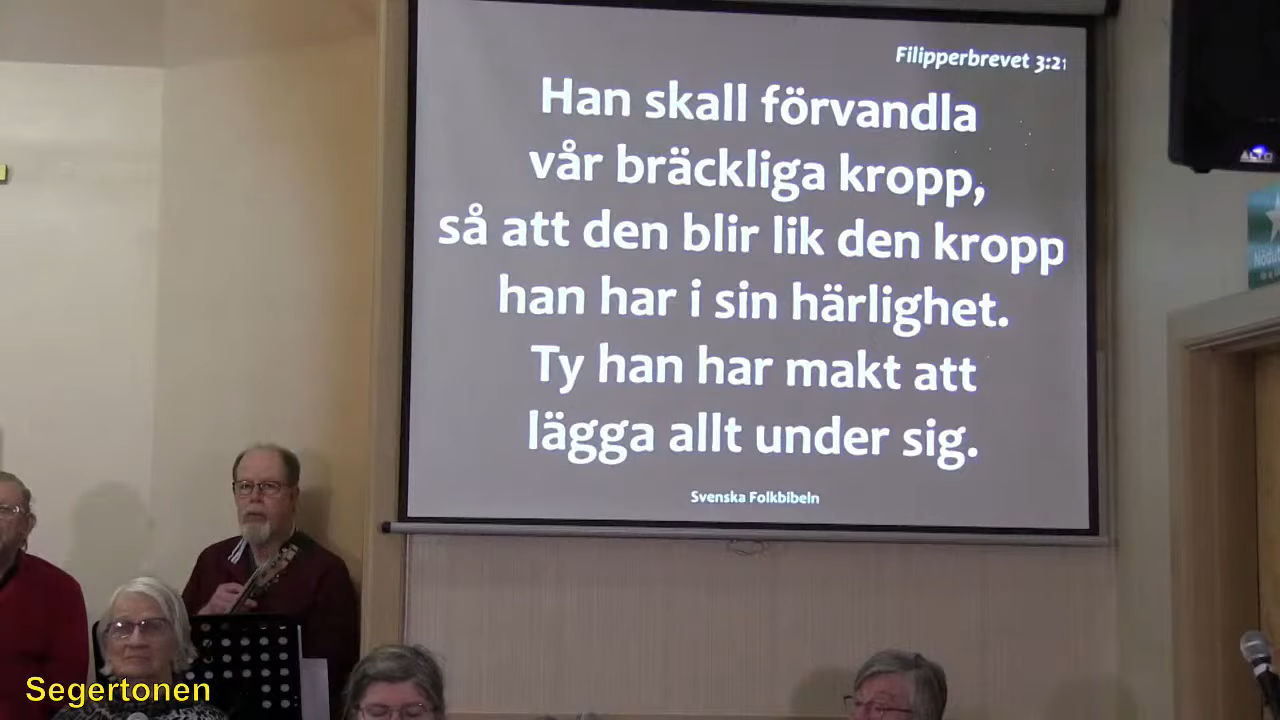 Filipperbrevet 3:21
Han skall förvandla
vår bräckliga kropp,
så att den blir lik den kropp
han har i sin härlighet.
Ty han har makt att
lägga allt under sig.
Svenska Folkbibeln
ALTO
Segertonen